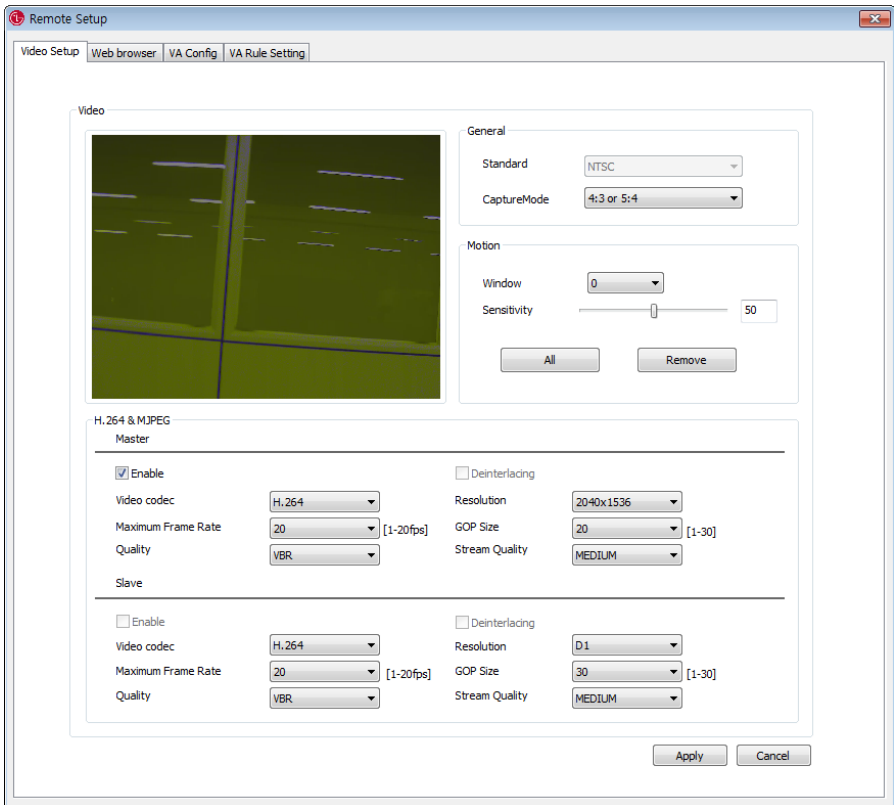 Remote Setup
Video Setup Web browser VA Config VA Rule Setting
Video
General
Standard NTSC
CaptureMode 4:3 or 5:4
Motion
Window 0
Sensitivity 50
All Remove
H.264 & MJPEG
Master
Enable Deinterlacing
Video codec H.264 Resolution 2040x1536
Maximum Frame Rate 20 [1-20fps] GOP Size 20 [1-30]
Quality VBR Stream Quality MEDIUM
Slave
Enable Deinterlacing
Video codec H.264 Resolution D1
Maximum Frame Rate 20 [1-20fps] GOP Size 30 [1-30]
Quality VBR Stream Quality MEDIUM
Apply Cancel